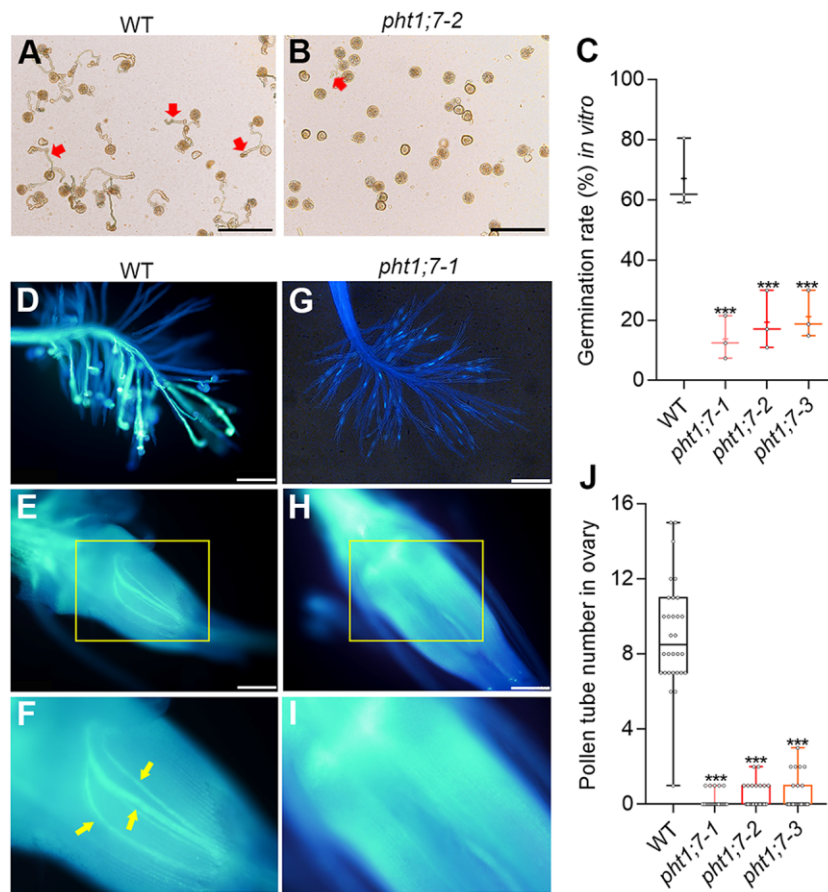 WT
pht1;7-2
A
B
C
Germination rate (%) in vitro
100
80
60
40
20
0
***
***
***
WT
pht1;7-1
pht1;7-2
pht1;7-3
WT
pht1;7-1
D
G
E
H
F
I
J
Pollen tube number in ovary
16
12
8
4
0
***
***
***
WT
pht1;7-1
pht1;7-2
pht1;7-3